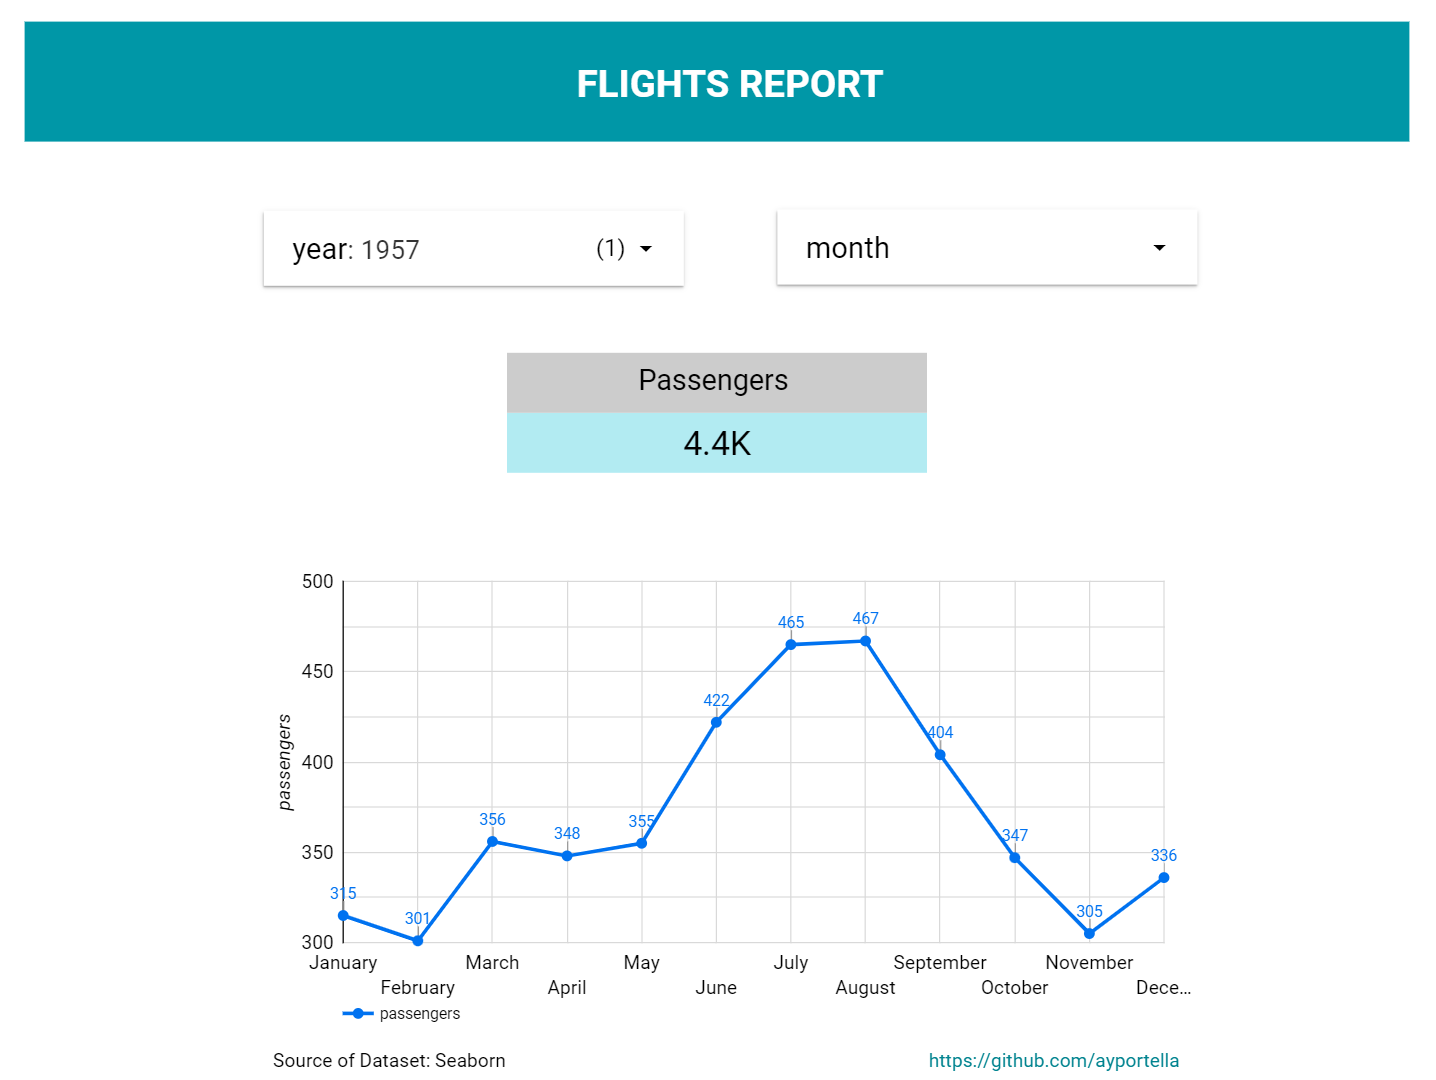 FLIGHTS REPORT
year: 1957 (1)
month
Passengers
4.4K
500
450
400
350
300
passengers
315
301
356
348
355
422
465
467
404
347
305
336
January
February
March
April
May
June
July
August
September
October
November
Dece...
passengers
Source of Dataset: Seaborn
https://github.com/ayportella